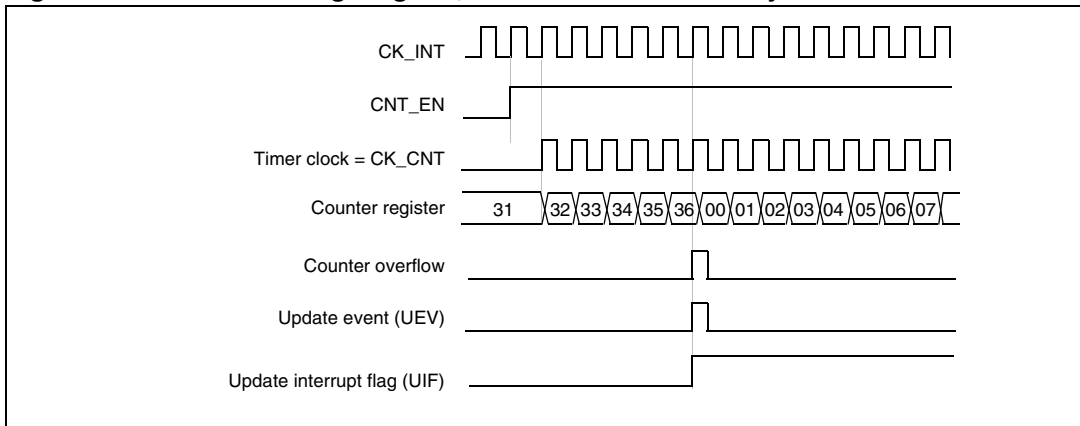 CK_INT
CNT_EN
Timer clock = CK_CNT
Counter register 31 32 33 34 35 36 00 01 02 03 04 05 06 07
Counter overflow
Update event (UEV)
Update interrupt flag (UIF)